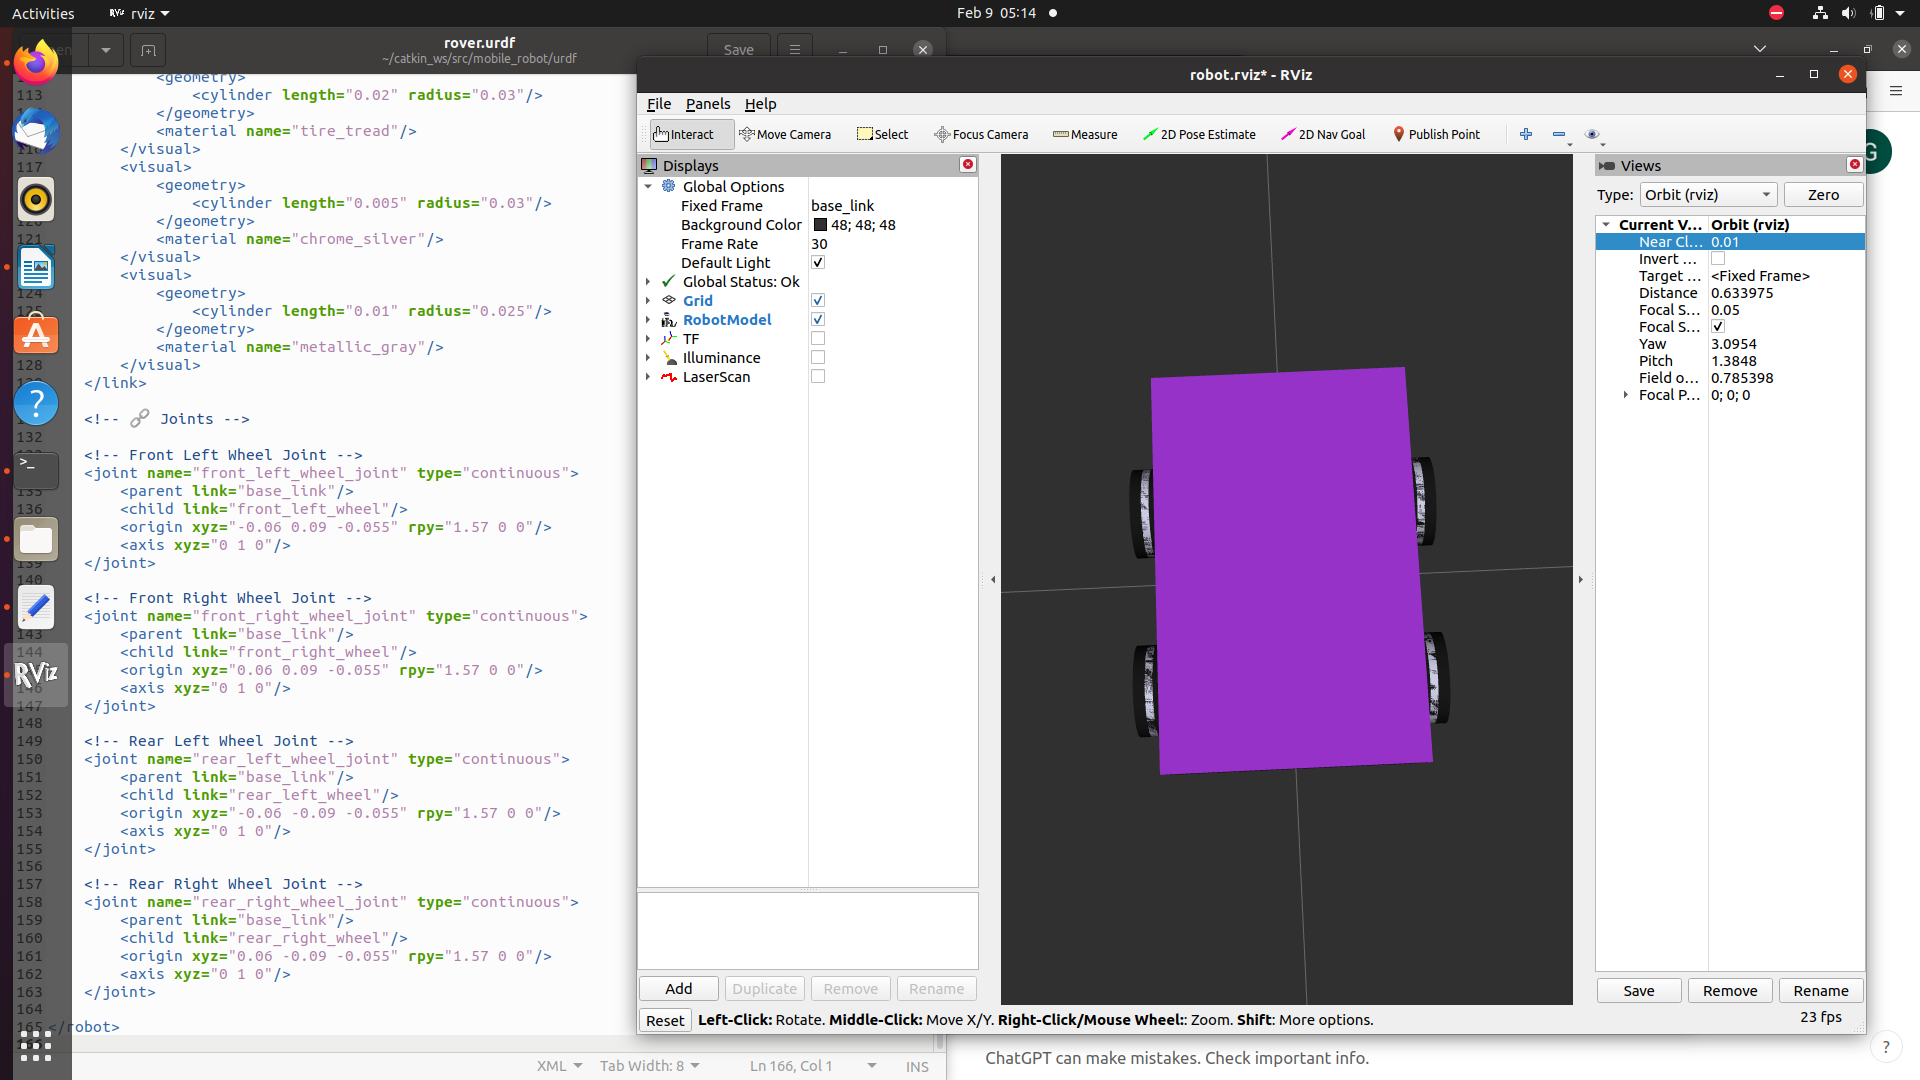 Activities
rviz
Feb 9 05:14
rover.urdf
~/catkin_ws/src/mobile_robot/urdf
Save
<geometry>
113 <cylinder length="0.02" radius="0.03"/>
</geometry>
<material name="tire_tread"/>
</visual>
117 <visual>
<geometry>
<cylinder length="0.005" radius="0.03"/>
</geometry>
121 <material name="chrome_silver"/>
</visual>
<visual>
124 <geometry>
<cylinder length="0.01" radius="0.025"/>
</geometry>
<material name="metallic_gray"/>
128 </visual>
</link>
<!-- 🔗 Joints -->
132
<!-- Front Left Wheel Joint -->
<joint name="front_left_wheel_joint" type="continuous">
135 <parent link="base_link"/>
136 <child link="front_left_wheel"/>
<origin xyz="-0.06 0.09 -0.055" rpy="1.57 0 0"/>
<axis xyz="0 1 0"/>
139 </joint>
140
<!-- Front Right Wheel Joint -->
<joint name="front_right_wheel_joint" type="continuous">
143 <parent link="base_link"/>
144 <child link="front_right_wheel"/>
<origin xyz="0.06 0.09 -0.055" rpy="1.57 0 0"/>
146 <axis xyz="0 1 0"/>
147 </joint>
148
149 <!-- Rear Left Wheel Joint -->
150 <joint name="rear_left_wheel_joint" type="continuous">
151 <parent link="base_link"/>
152 <child link="rear_left_wheel"/>
153 <origin xyz="-0.06 -0.09 -0.055" rpy="1.57 0 0"/>
154 <axis xyz="0 1 0"/>
155 </joint>
156
157 <!-- Rear Right Wheel Joint -->
158 <joint name="rear_right_wheel_joint" type="continuous">
159 <parent link="base_link"/>
160 <child link="rear_right_wheel"/>
161 <origin xyz="0.06 -0.09 -0.055" rpy="1.57 0 0"/>
162 <axis xyz="0 1 0"/>
163 </joint>
164
165 </robot>
XML
Tab Width: 8
Ln 166, Col 1
INS
RViz
robot.rviz* - RViz
File Panels Help
Interact
Move Camera
Select
Focus Camera
Measure
2D Pose Estimate
2D Nav Goal
Publish Point
Displays
Global Options
Fixed Frame base_link
Background Color 48; 48; 48
Frame Rate 30
Default Light
Global Status: Ok
Grid
RobotModel
TF
Illuminance
LaserScan
Add Duplicate Remove Rename
Reset
Left-Click: Rotate. Middle-Click: Move X/Y. Right-Click/Mouse Wheel:: Zoom. Shift: More options.
23 fps
Views
Type: Orbit (rviz)
Zero
Current V... Orbit (rviz)
Near Cl... 0.01
Invert ...
Target ... <Fixed Frame>
Distance 0.633975
Focal S... 0.05
Focal S...
Yaw 3.0954
Pitch 1.3848
Field o... 0.785398
Focal P... 0; 0; 0
Save Remove Rename
G
ChatGPT can make mistakes. Check important info.
?